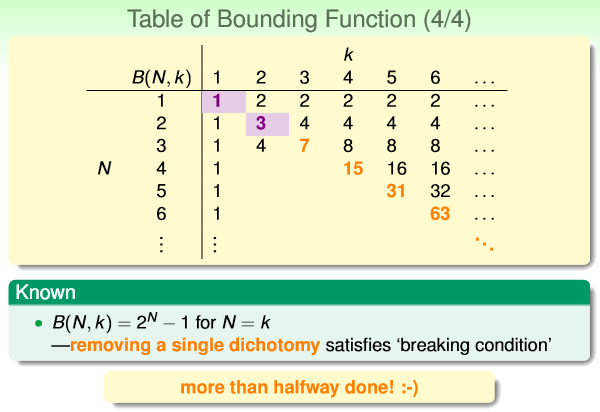 Table of Bounding Function (4/4)
k
B(N, k) 1 2 3 4 5 6 …
1 1 2 2 2 2 2 …
2 1 3 4 4 4 4 …
3 1 4 7 8 8 8 …
N 4 1 15 16 16 …
5 1 31 32 …
6 1 63 …
⋮ ⋮ ⋱
Known
• B(N, k) = 2^N − 1 for N = k
—removing a single dichotomy satisfies ‘breaking condition’
more than halfway done! :-)